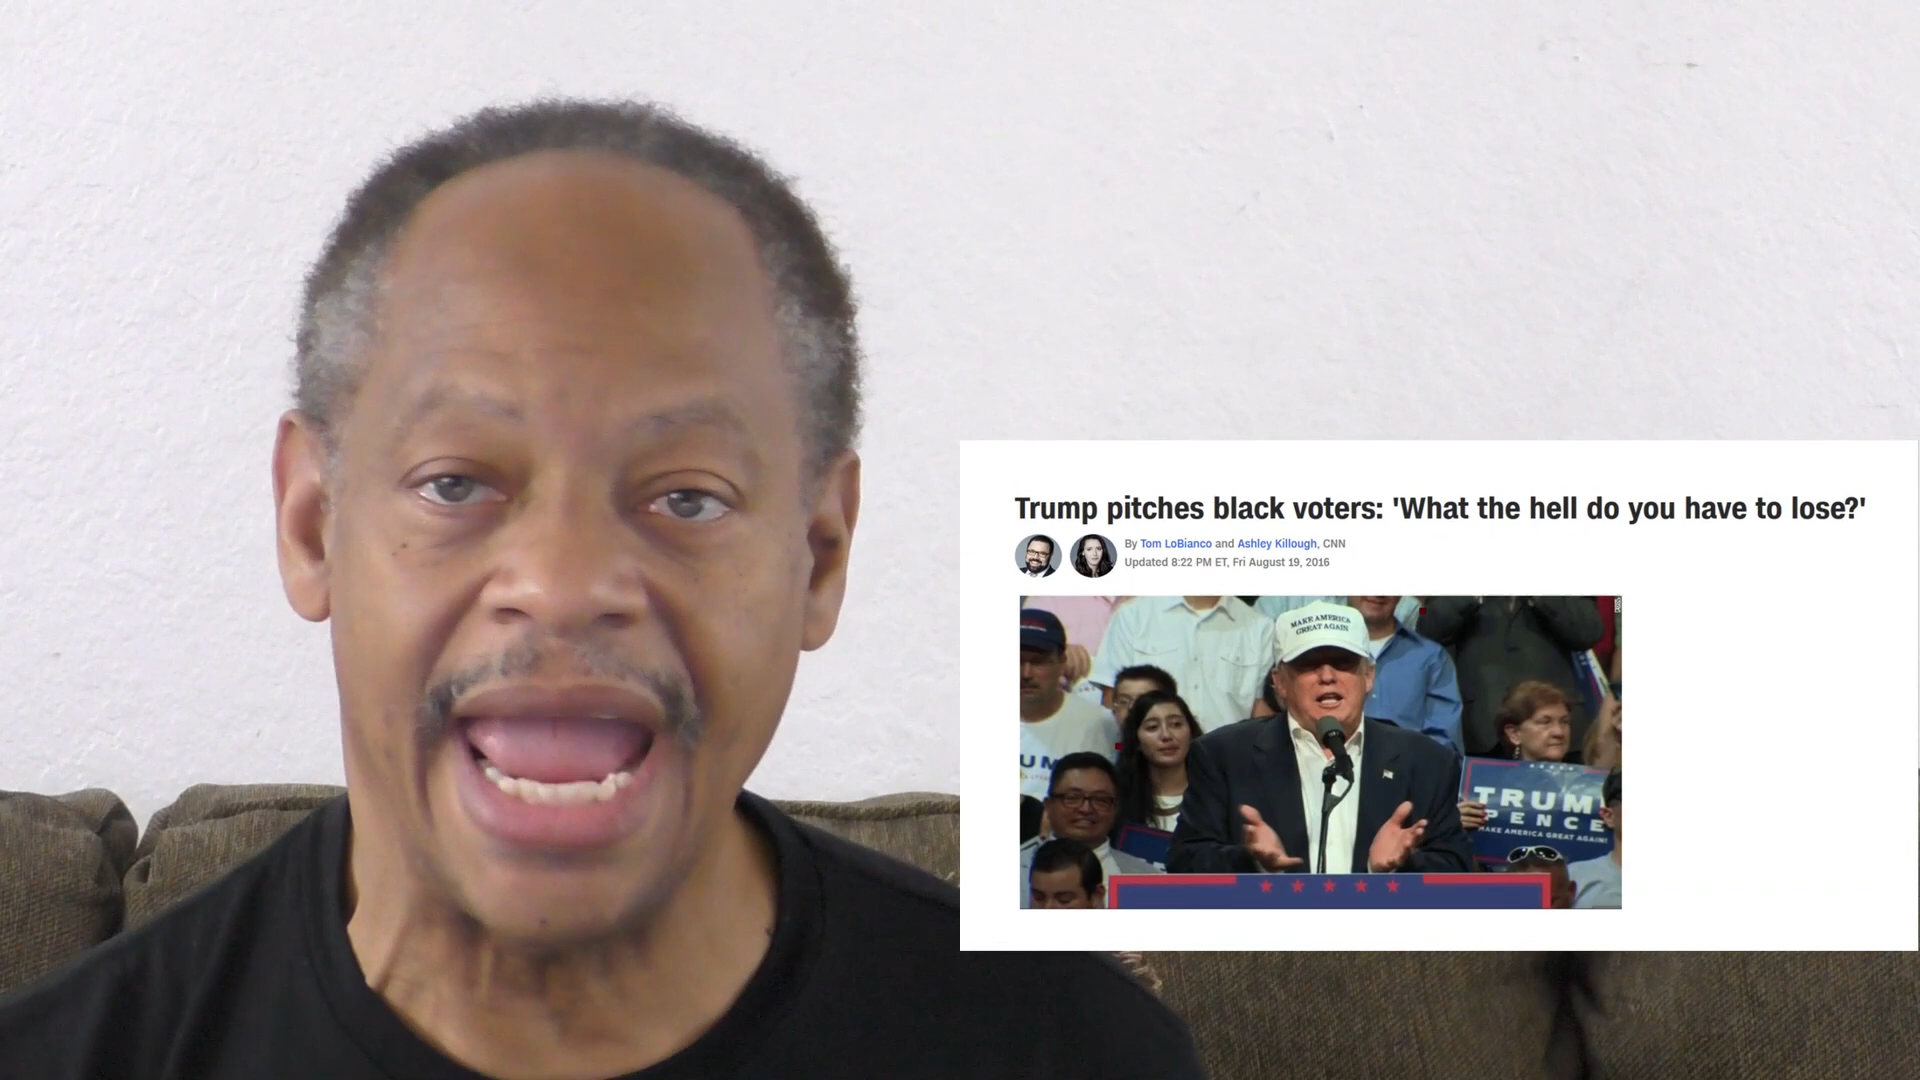 Trump pitches black voters: 'What the hell do you have to lose?'
By Tom LoBianco and Ashley Killough, CNN
Updated 8:22 PM ET, Fri August 19, 2016
MAKE AMERICA
GREAT AGAIN
TRUM
PENCE
MAKE AMERICA GREAT AGAIN!